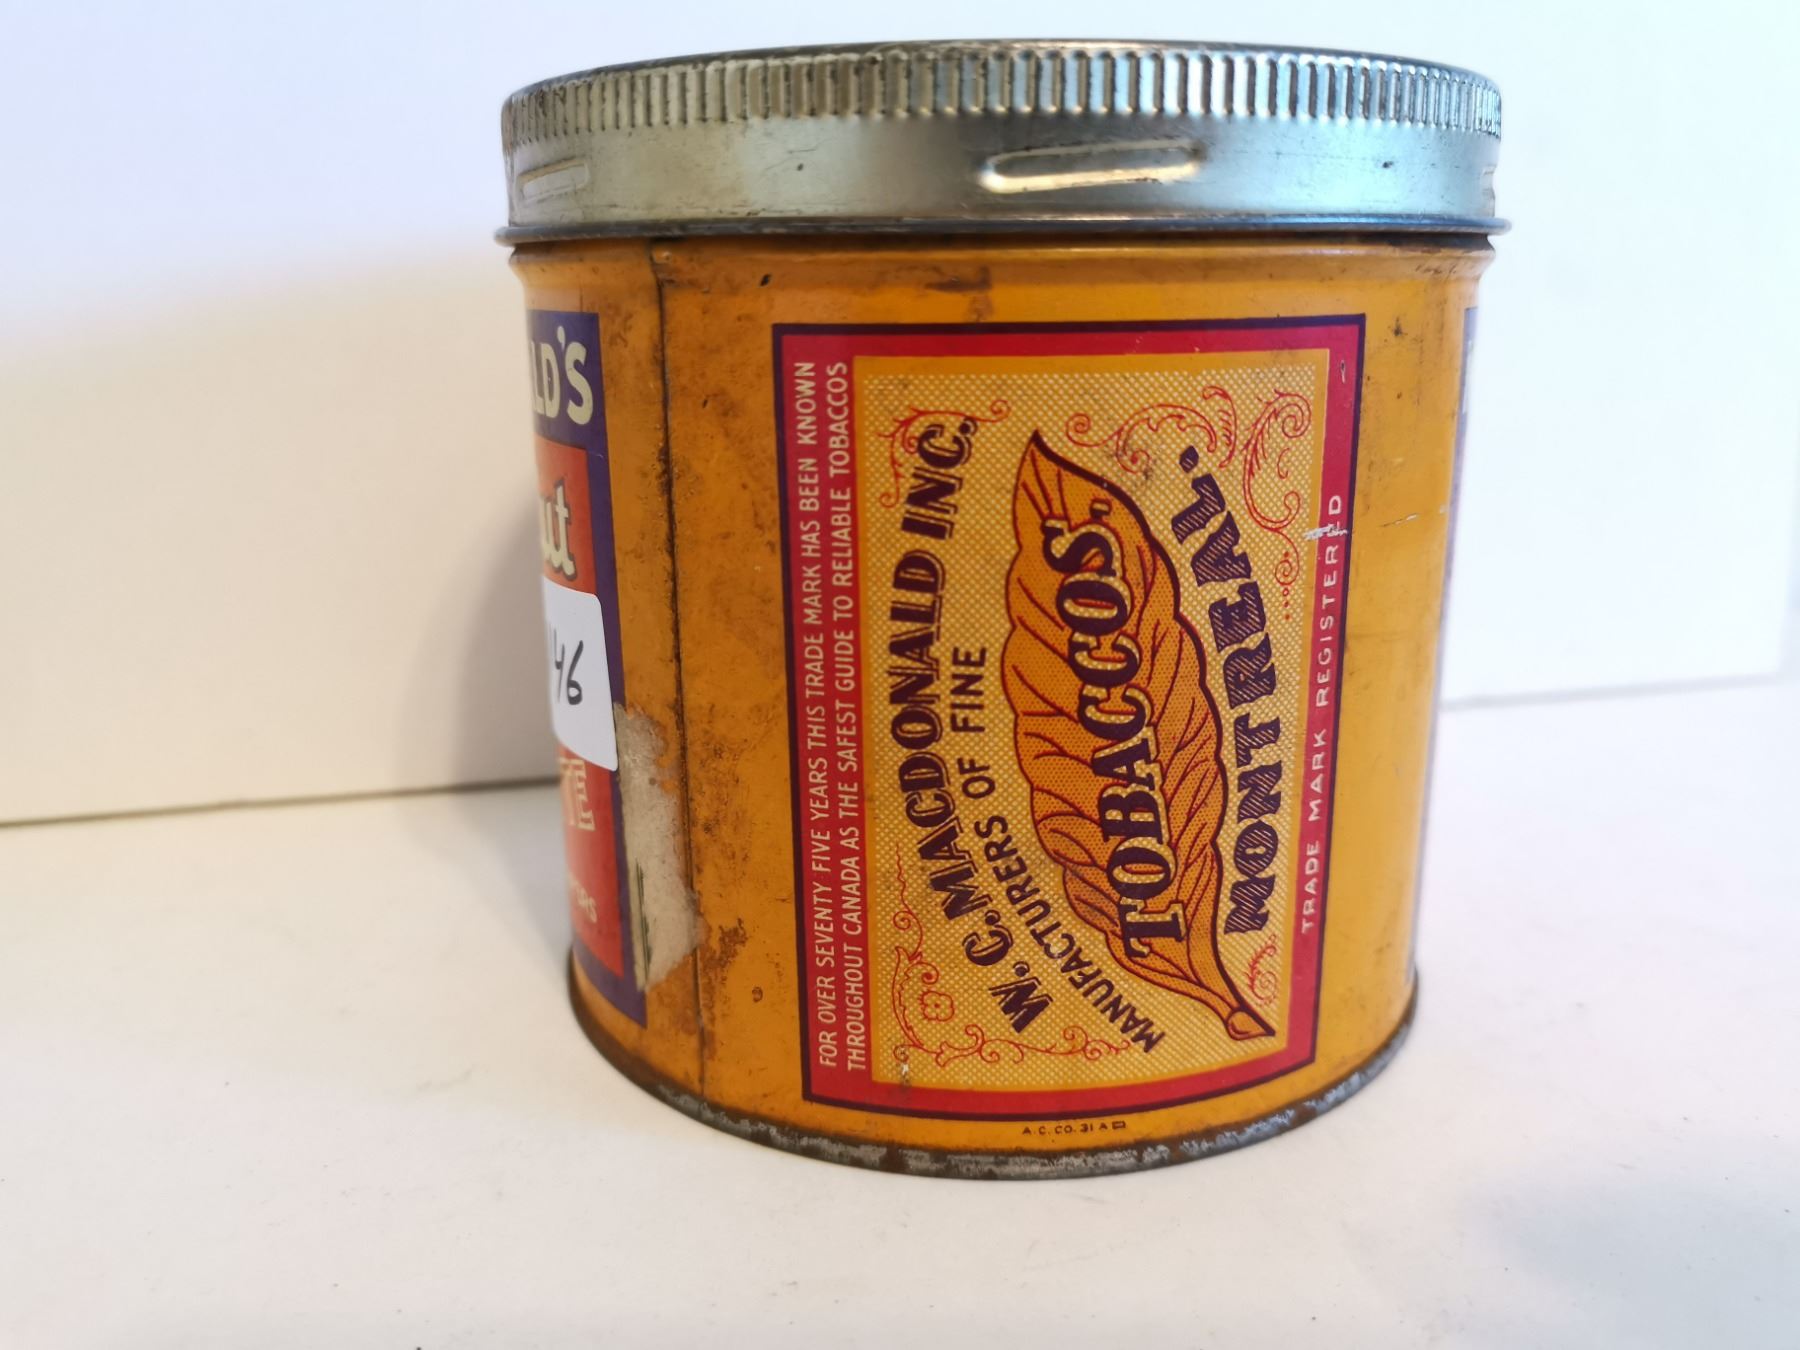 LD'S
ut
46
FOR OVER SEVENTY FIVE YEARS THIS TRADE MARK HAS BEEN KNOWN
THROUGHOUT CANADA AS THE SAFEST GUIDE TO RELIABLE TOBACCOS
W. C. MACDONALD INC.
MANUFACTURERS OF FINE
TOBACCOS.
MONTREAL.
TRADE MARK REGISTERED
A.C. CO. 31 A